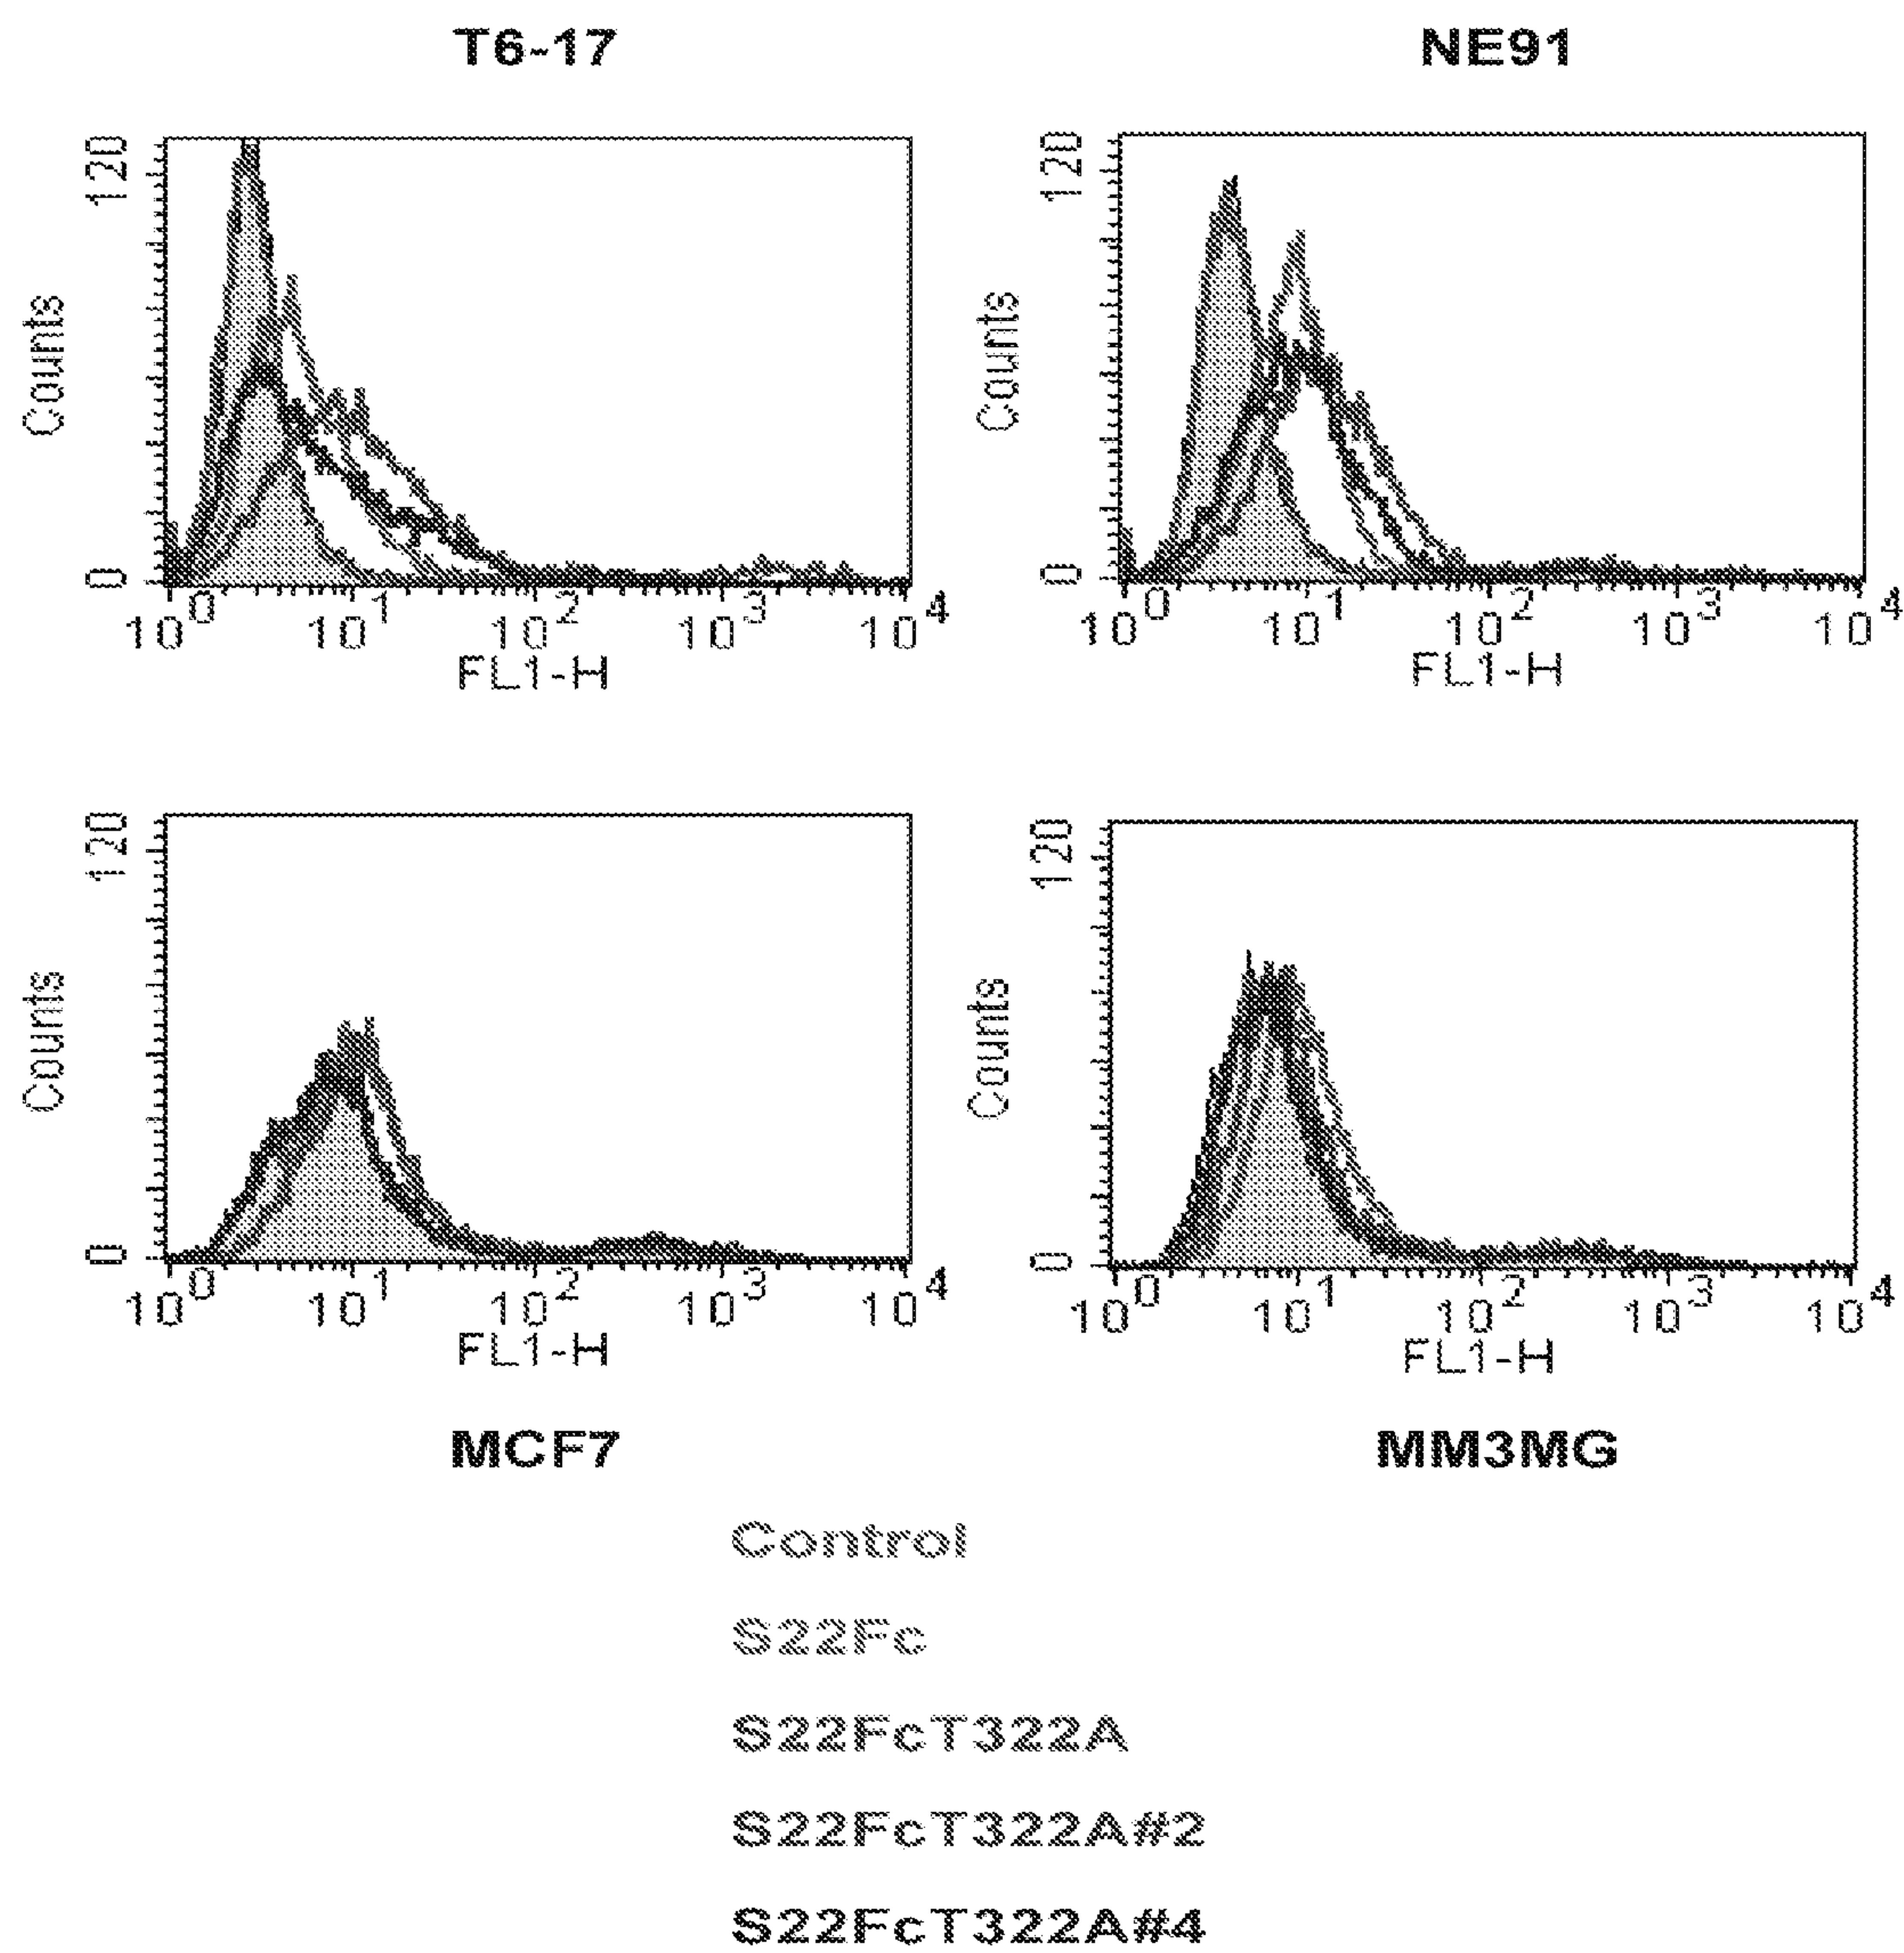 T6-17 NE91
120 120
Counts Counts
0 0
10^0 10^1 10^2 10^3 10^4 10^0 10^1 10^2 10^3 10^4
FL1-H FL1-H
120 120
Counts Counts
0 0
10^0 10^1 10^2 10^3 10^4 10^0 10^1 10^2 10^3 10^4
FL1-H FL1-H
MCF7 MM3MG
Control
S22Fc
S22FcT322A
S22FcT322A#2
S22FcT322A#4